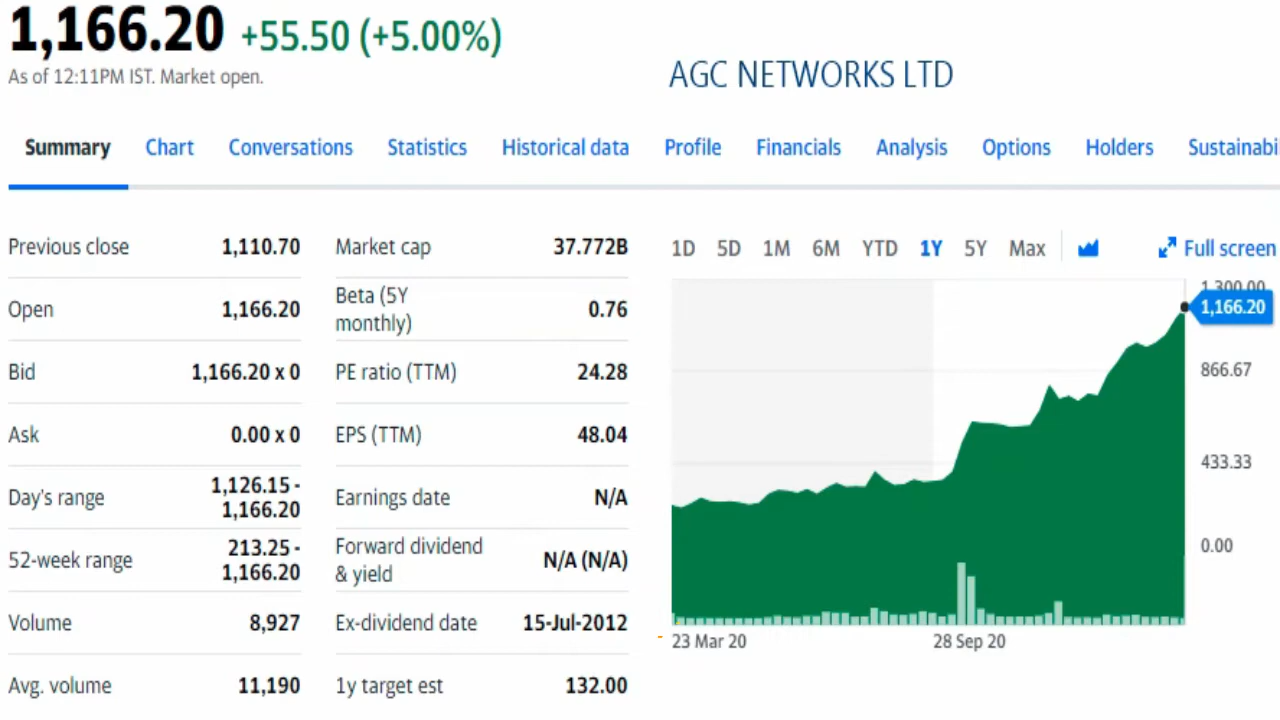 1,166.20 +55.50 (+5.00%)
As of 12:11PM IST. Market open.
AGC NETWORKS LTD
Summary Chart Conversations Statistics Historical data Profile Financials Analysis Options Holders Sustainabi
Previous close 1,110.70
Open 1,166.20
Bid 1,166.20 x 0
Ask 0.00 x 0
Day's range 1,126.15 -
1,166.20
52-week range 213.25 -
1,166.20
Volume 8,927
Avg. volume 11,190
Market cap 37.772B
Beta (5Y
monthly) 0.76
PE ratio (TTM) 24.28
EPS (TTM) 48.04
Earnings date N/A
Forward dividend
& yield N/A (N/A)
Ex-dividend date 15-Jul-2012
1y target est 132.00
1D 5D 1M 6M YTD 1Y 5Y Max Full screen
1,300.00
1,166.20
866.67
433.33
0.00
23 Mar 20 28 Sep 20